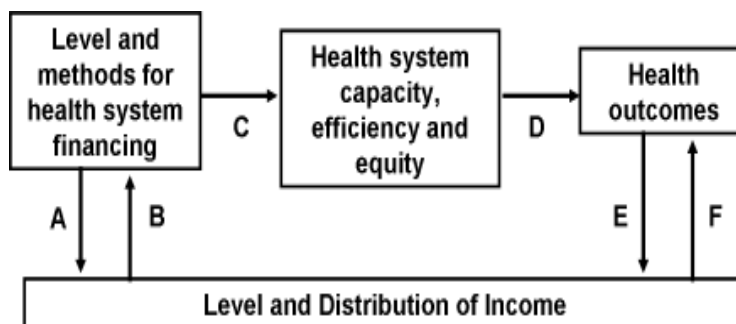 Level and
methods for
health system
financing
Health system
capacity,
efficiency and
equity
Health
outcomes
C
D
A
B
E
F
Level and Distribution of Income